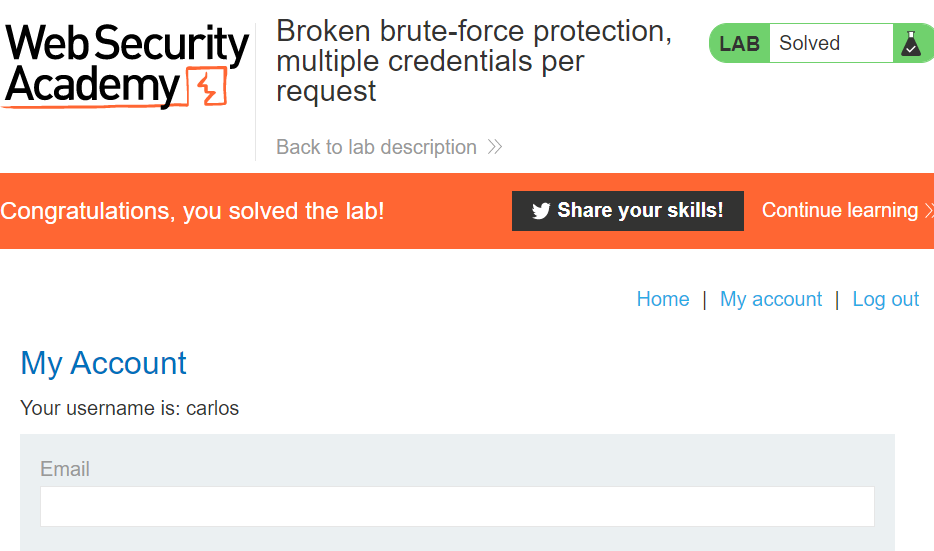 Web Security
Academy
Broken brute-force protection,
multiple credentials per
request
LAB Solved
Back to lab description
Congratulations, you solved the lab!
Share your skills!
Continue learning
Home | My account | Log out
My Account
Your username is: carlos
Email